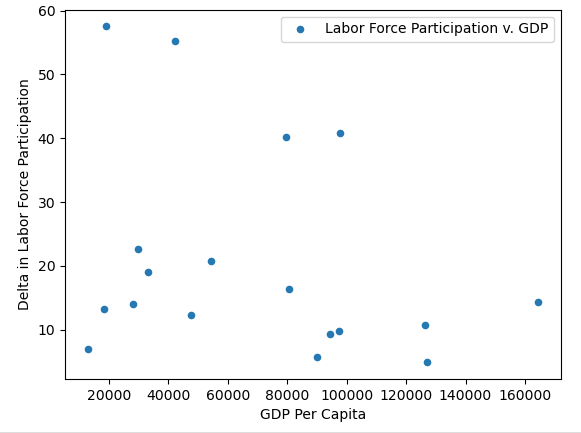 60
Labor Force Participation v. GDP
50
40
30
20
10
Delta in Labor Force Participation
20000 40000 60000 80000 100000 120000 140000 160000
GDP Per Capita